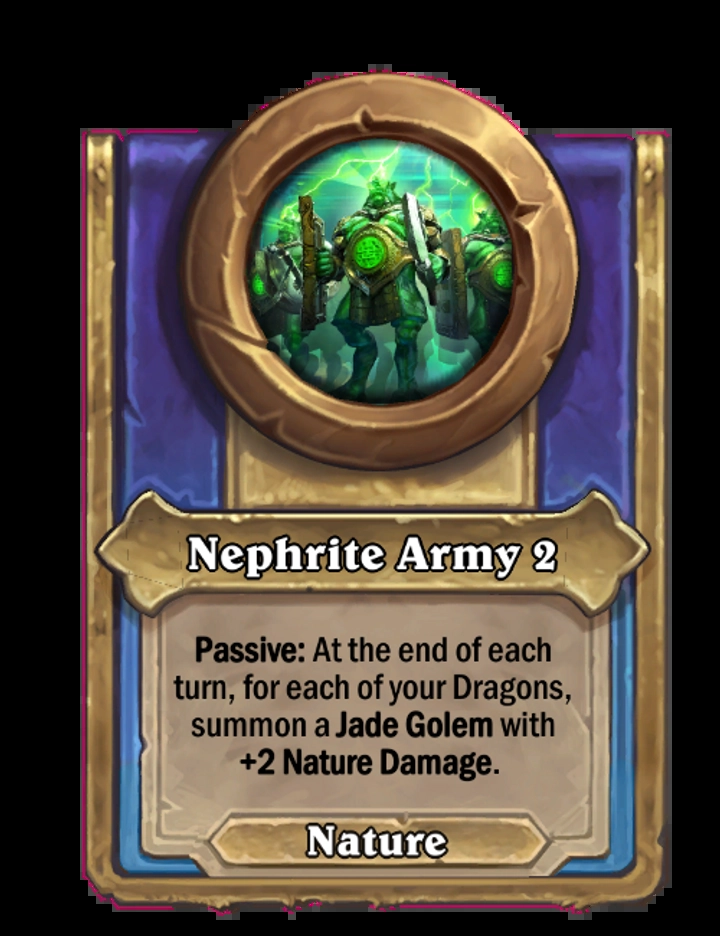 Nephrite Army 2
Passive: At the end of each
turn, for each of your Dragons,
summon a Jade Golem with
+2 Nature Damage.
Nature